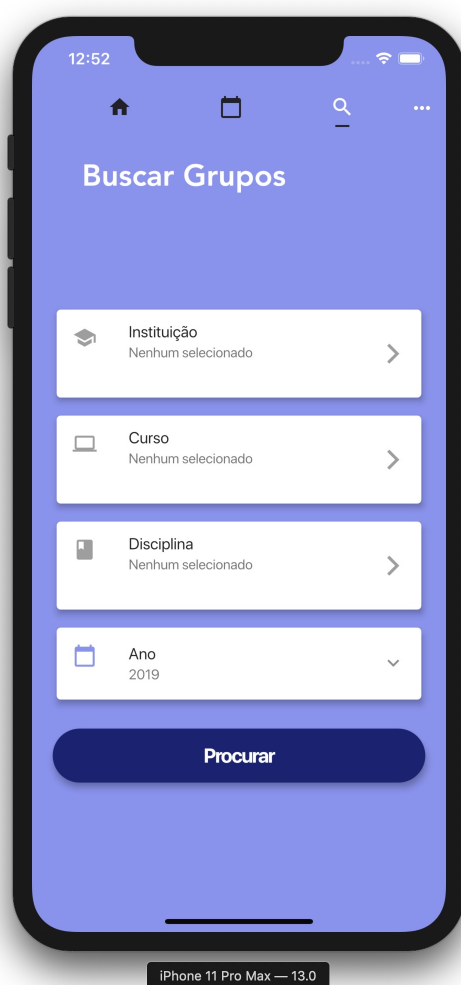 12:52
Buscar Grupos
Instituição
Nenhum selecionado
Curso
Nenhum selecionado
Disciplina
Nenhum selecionado
Ano
2019
Procurar
iPhone 11 Pro Max — 13.0